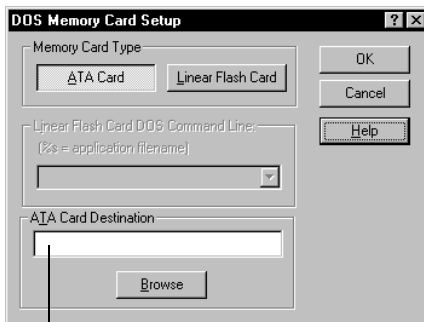 DOS Memory Card Setup
Memory Card Type
ATA Card
Linear Flash Card
OK
Cancel
Help
Linear Flash Card DOS Command Line:
(%s = application filename)
ATA Card Destination
Browse